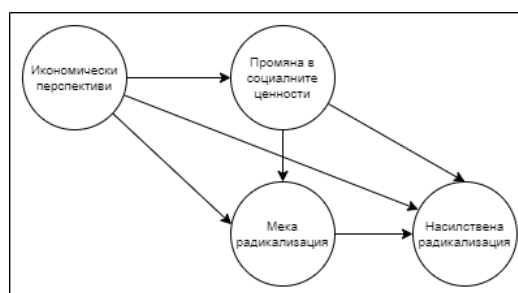 Икономически
перспективи
Промяна в
социалните
ценности
Мека
радикализация
Насилствена
радикализация